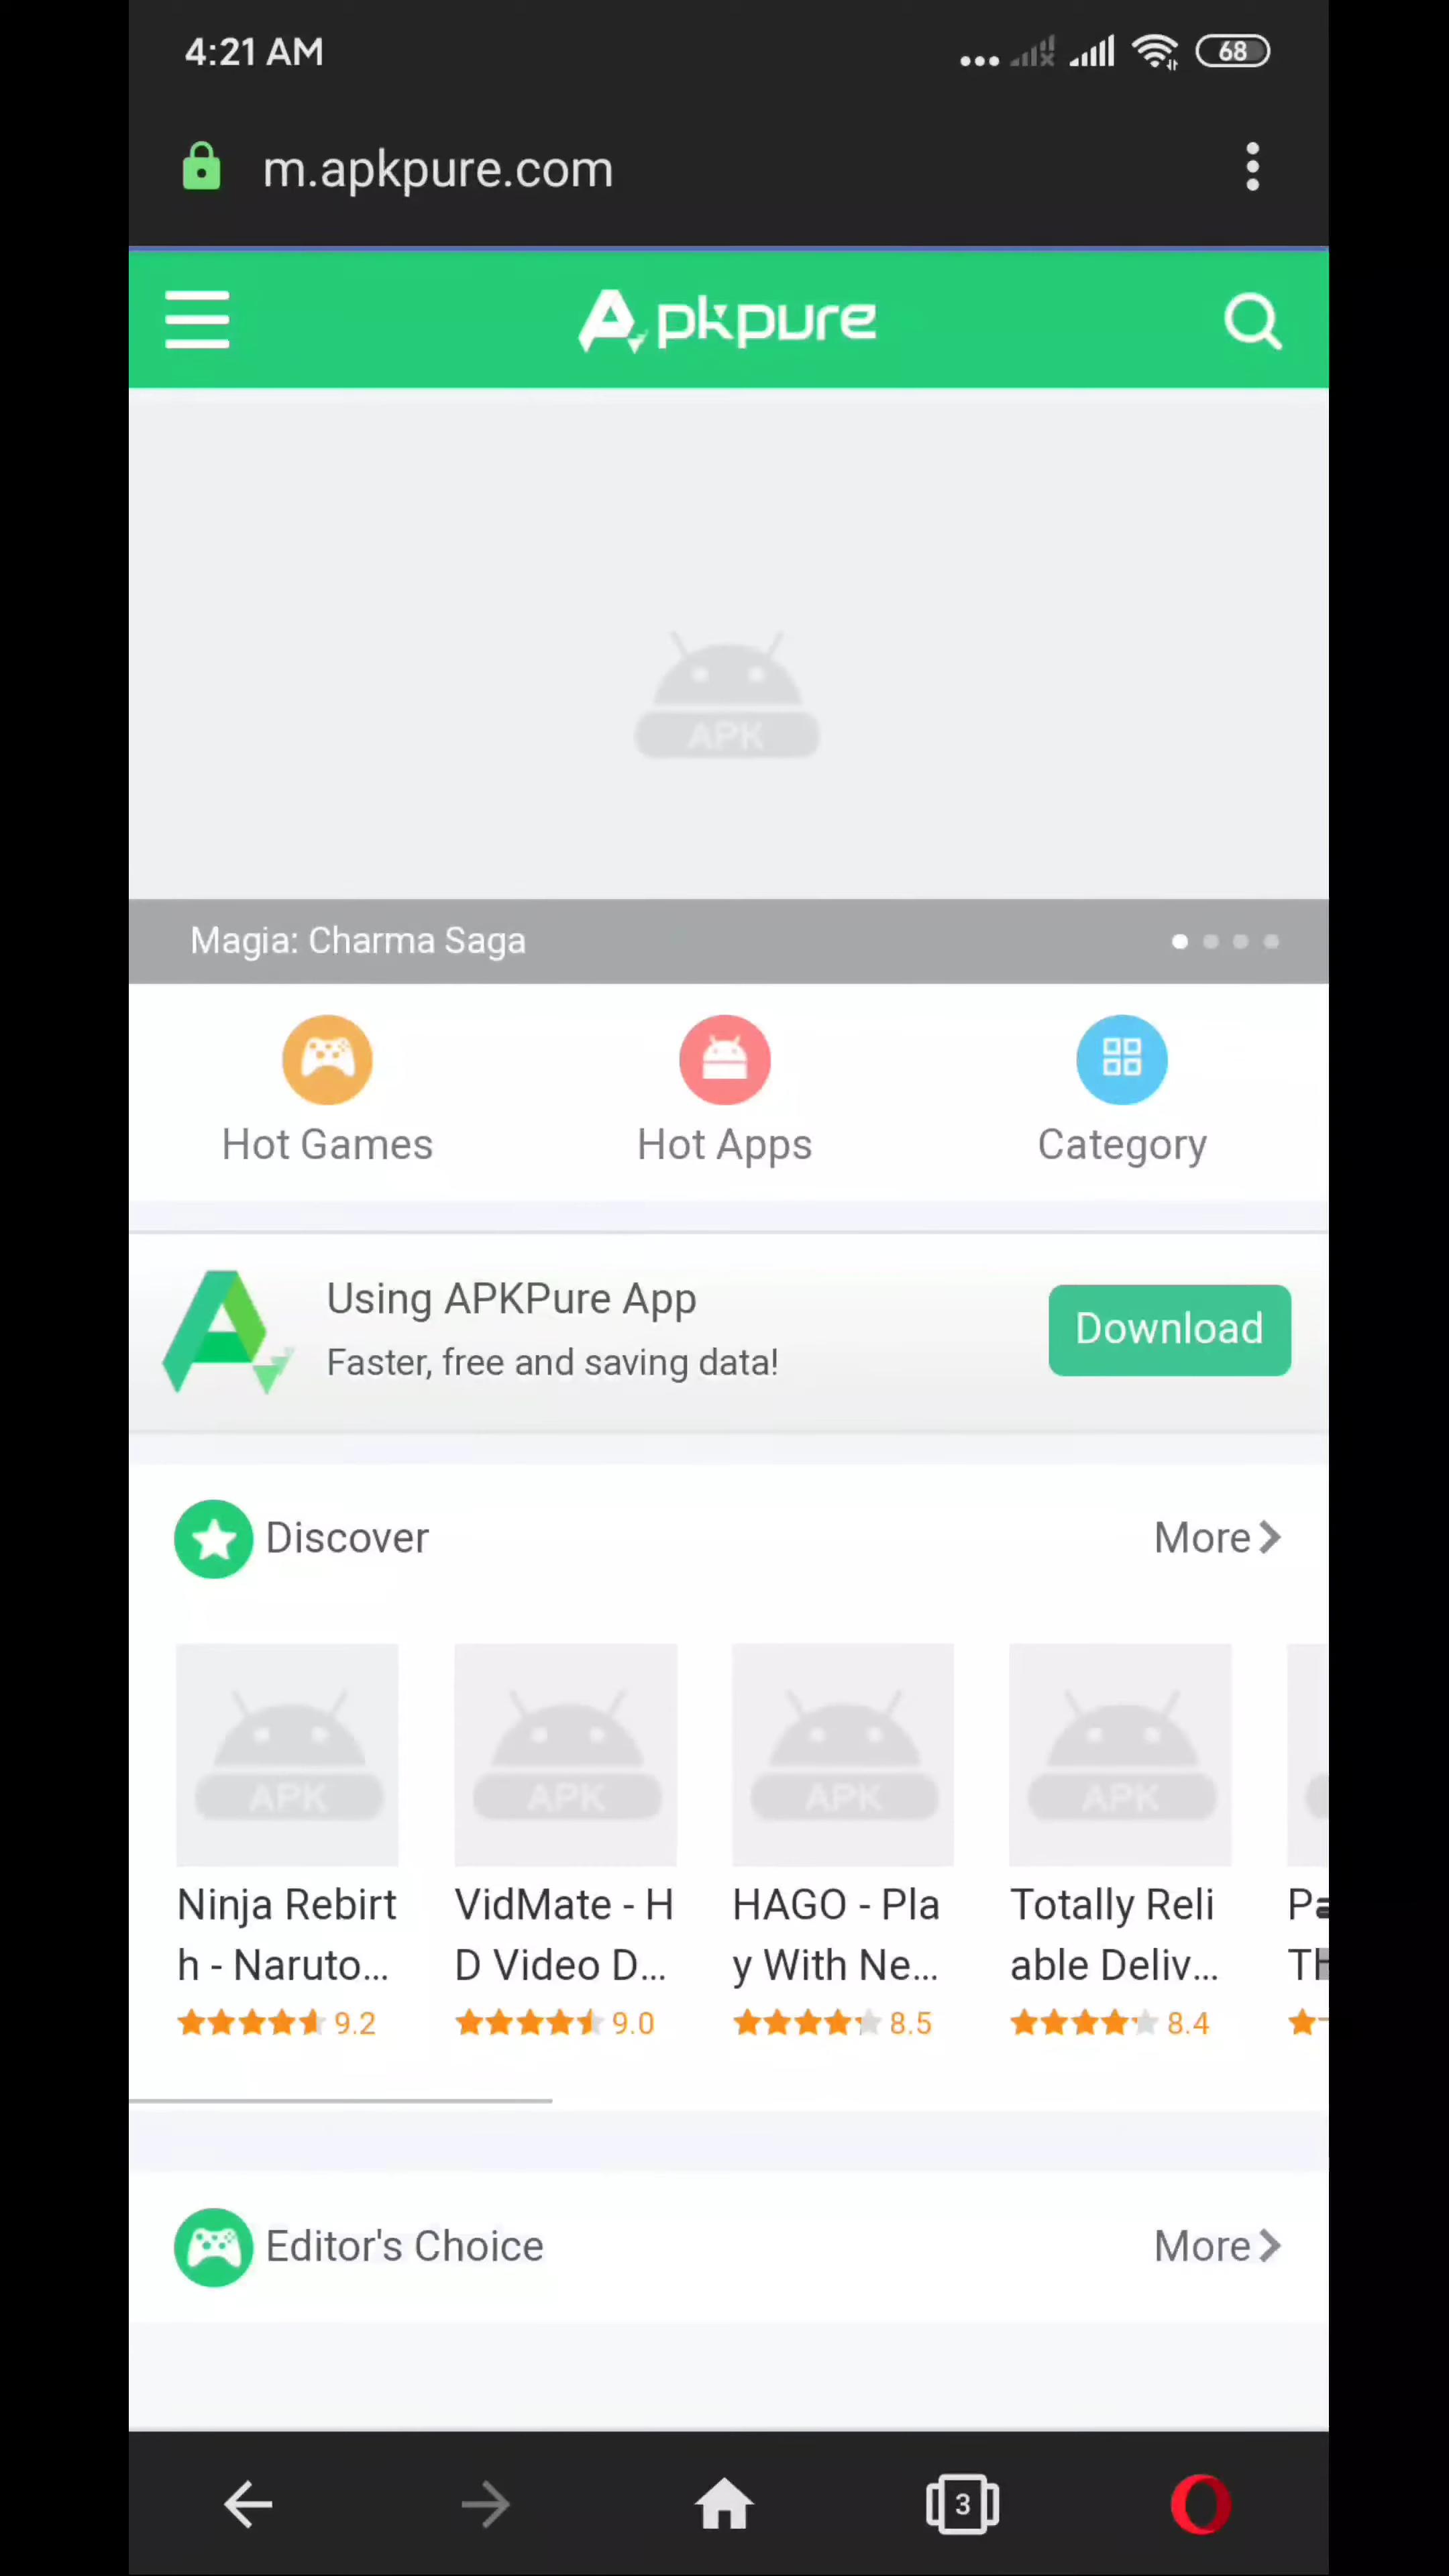 4:21 AM
68
m.apkpure.com
Apkpure
APK
Magia: Charma Saga
Hot Games
Hot Apps
Category
Using APKPure App
Faster, free and saving data!
Download
Discover
More
APK
APK
APK
APK
Ninja Rebirt
h - Naruto...
9.2
VidMate - H
D Video D...
9.0
HAGO - Pla
y With Ne...
8.5
Totally Reli
able Deliv...
8.4
Editor's Choice
More
3